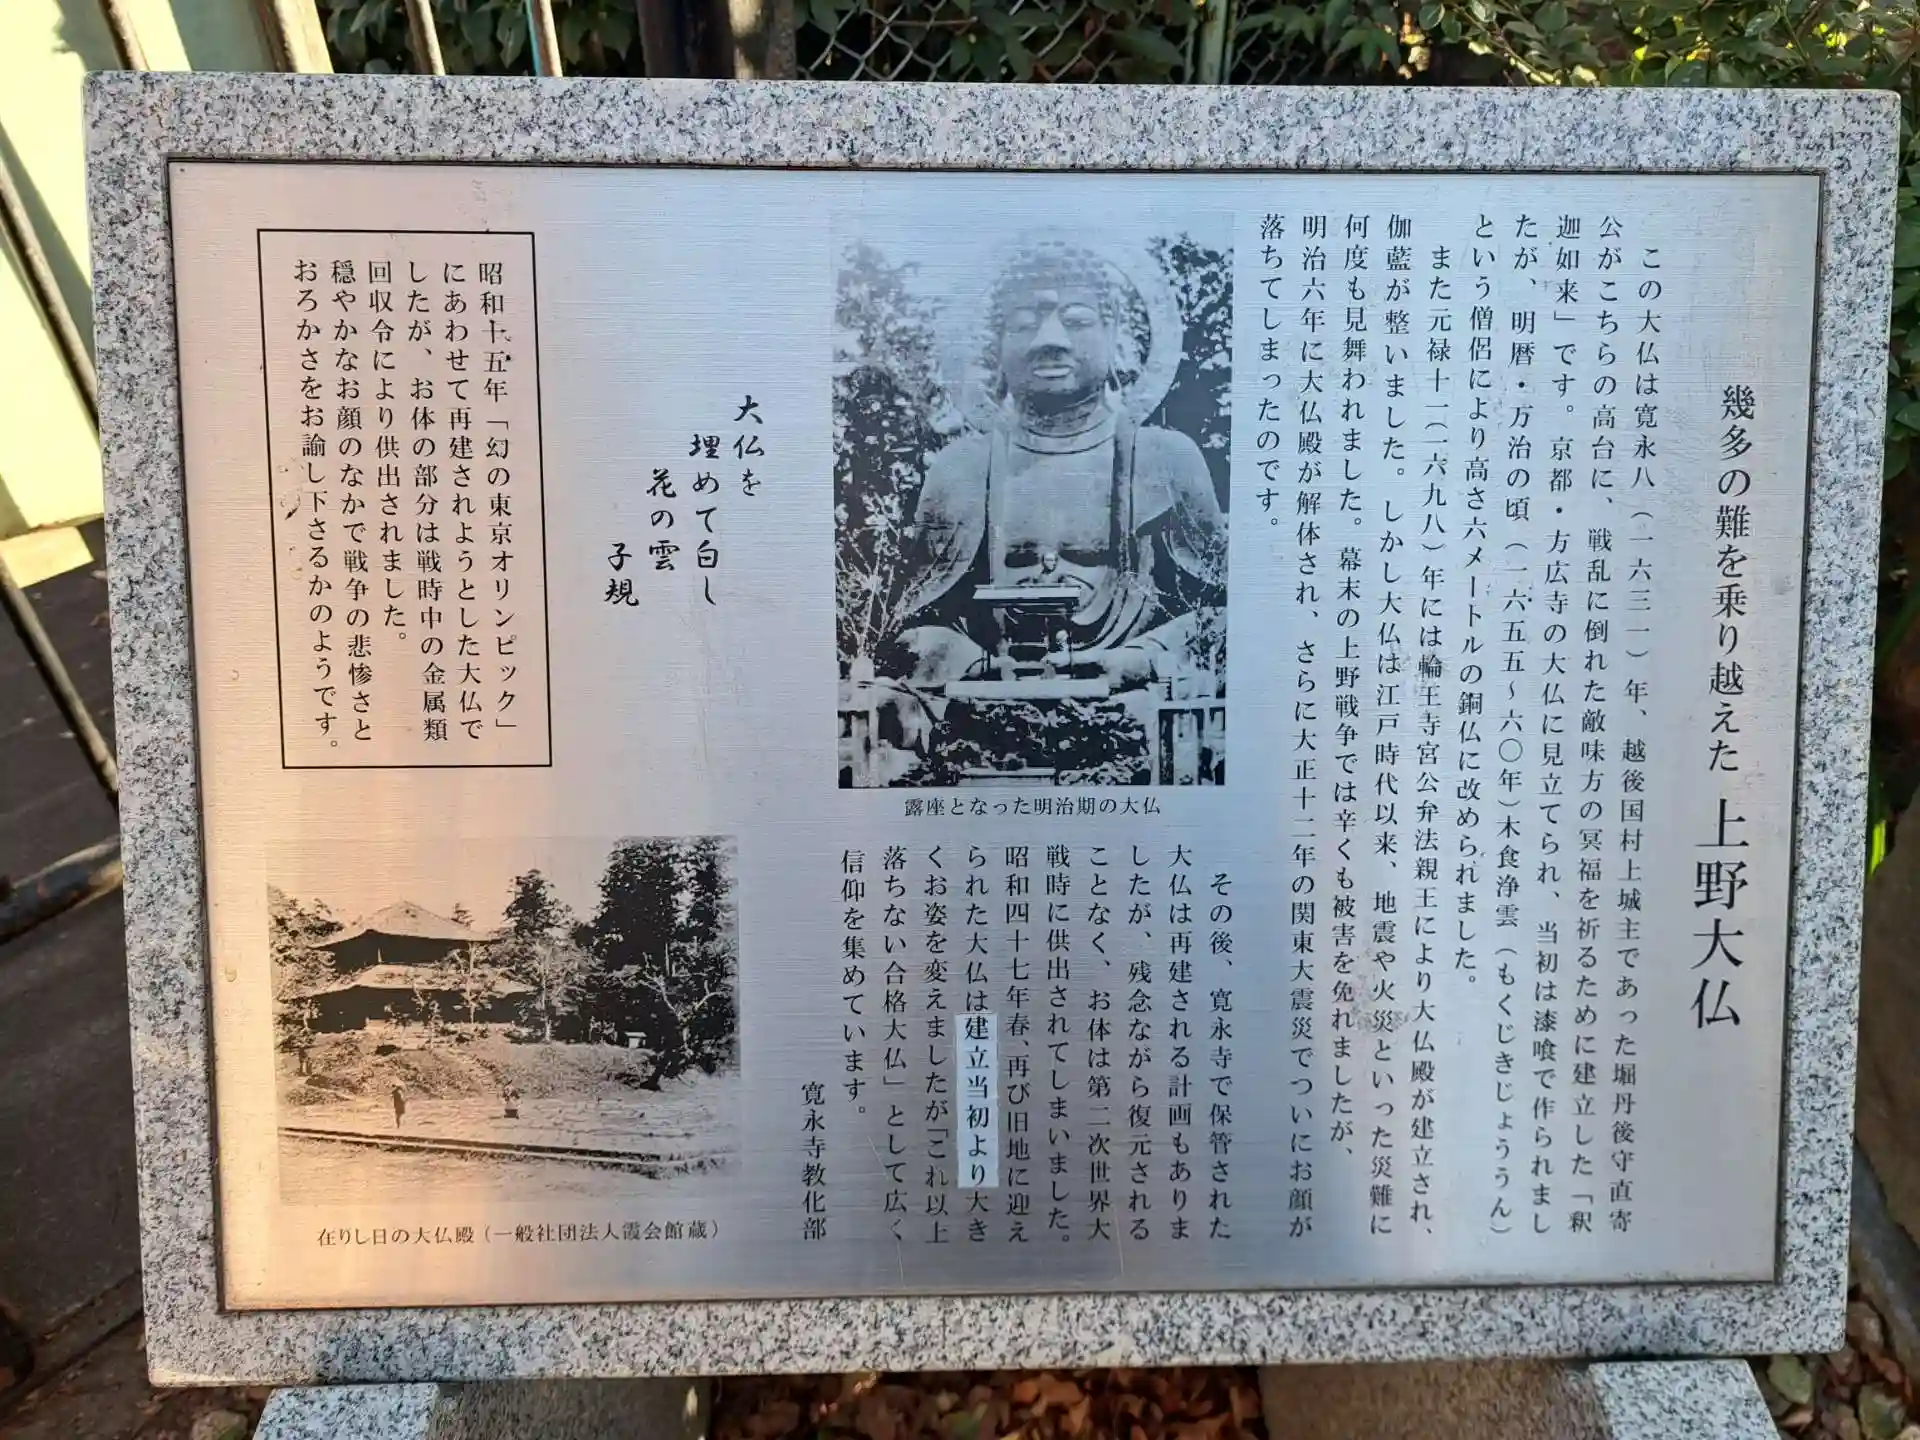 幾多の難を乗り越えた 上野大仏
この大仏は寛永八（一六三一）年、越後国村上城主であった堀丹後守直寄
公がこちらの高台に、戦乱に倒れた敵味方の冥福を祈るために建立した「釈
迦如来」です。京都・方広寺の大仏に見立てられ、当初は漆喰で作られまし
たが、明暦・万治の頃（一六五五～六〇年）木食浄雲（もくじきじょううん）
という僧侶により高さ六メートルの銅仏に改められました。
また元禄十一（一六九八）年には輪王寺宮公弁法親王により大仏殿が建立され、
伽藍が整いました。しかし大仏は江戸時代以来、地震や火災といった災難に
何度も見舞われました。幕末の上野戦争では辛くも被害を免れましたが、
明治六年に大仏殿が解体され、さらに大正十二年の関東大震災でついにお顔が
落ちてしまったのです。
露座となった明治期の大仏
その後、寛永寺で保管された
大仏は再建される計画もありま
したが、残念ながら復元される
ことなく、お体は第二次世界大
戦時に供出されてしまいました。
昭和四十七年春、再び旧地に迎え
られた大仏は建立当初より大き
くお姿を変えましたが「これ以上
落ちない合格大仏」として広く
信仰を集めています。
寛永寺教化部
大仏を
埋めて白し
花の雲
子規
昭和十五年「幻の東京オリンピック」
にあわせて再建されようとした大仏で
したが、お体の部分は戦時中の金属類
回収令により供出されました。
穏やかなお顔のなかで戦争の悲惨さと
おろかさをお諭し下さるかのようです。
在りし日の大仏殿（一般社団法人霞会館蔵）